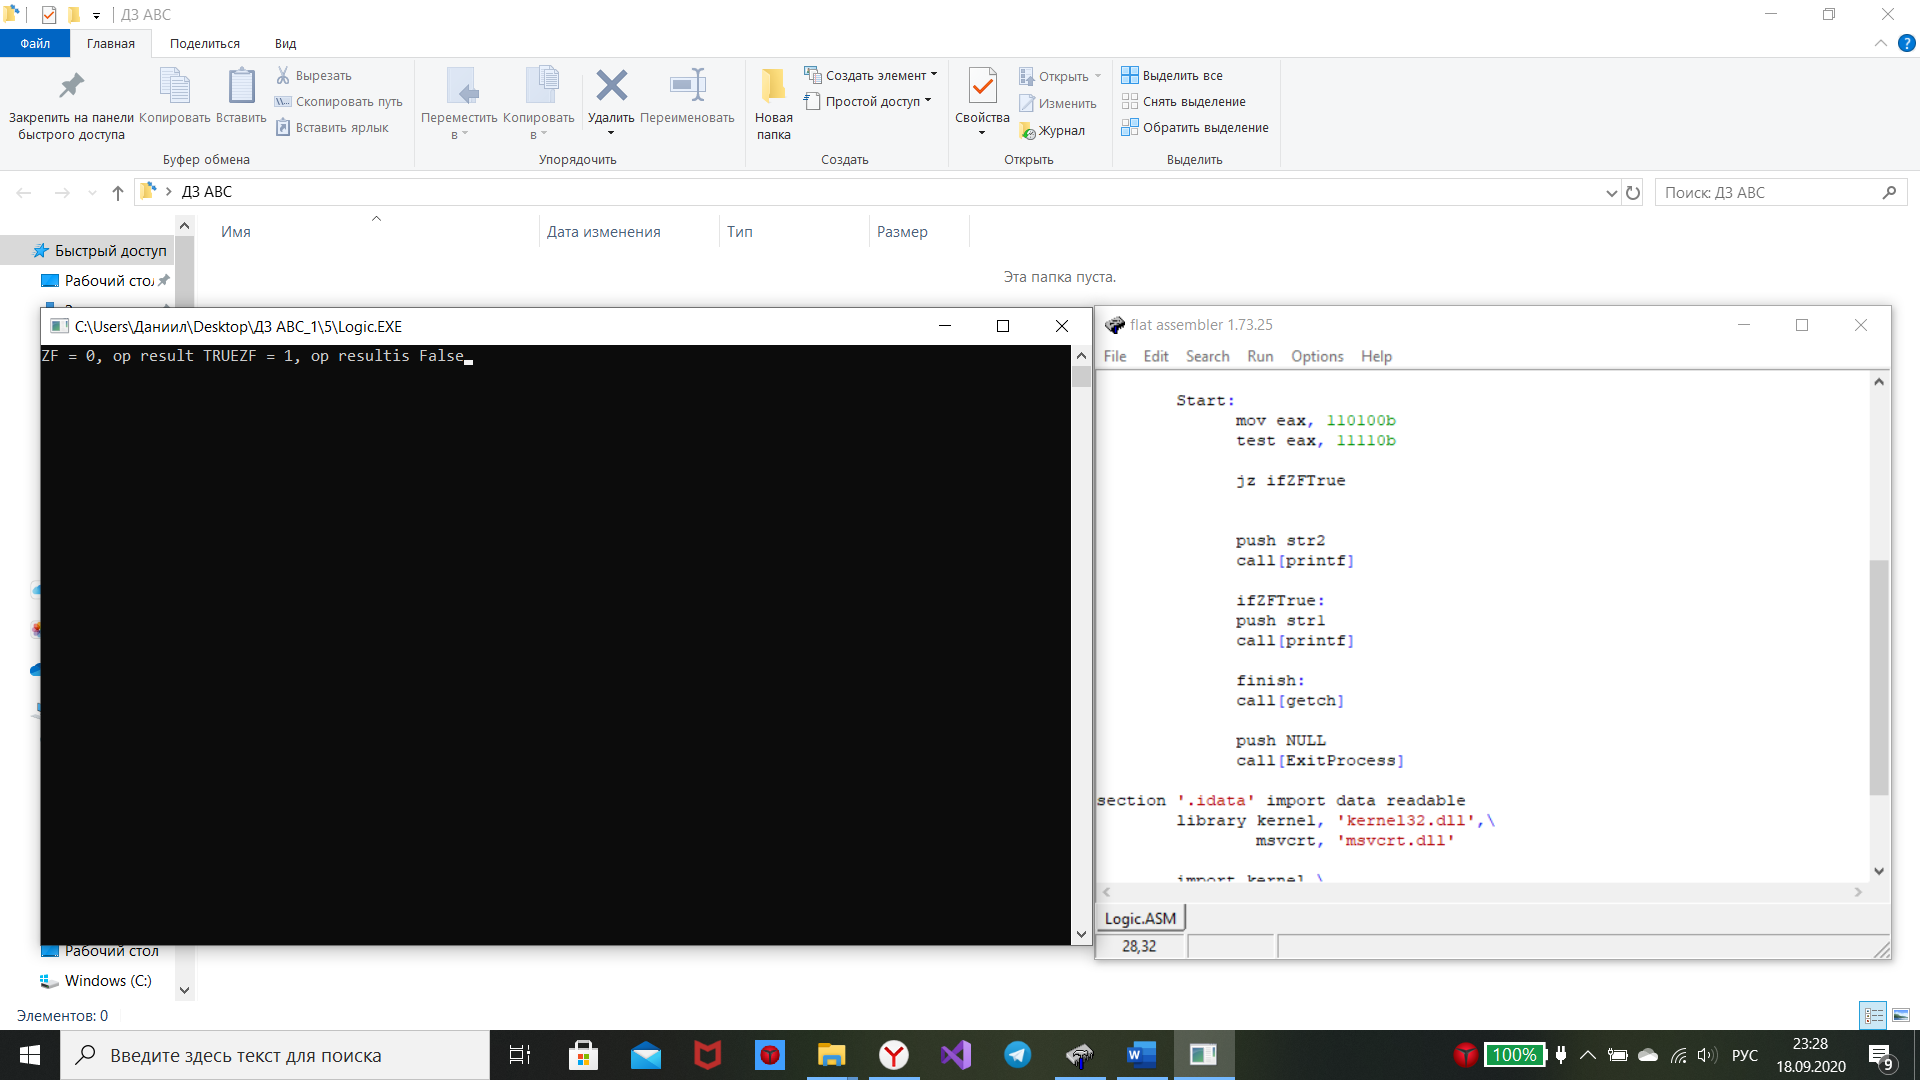 ДЗ АВС
Файл
Главная
Поделиться
Вид
Закрепить на панели быстрого доступа
Копировать
Вставить
Вырезать
Скопировать путь
Вставить ярлык
Буфер обмена
Переместить в
Копировать в
Удалить
Переименовать
Упорядочить
Новая папка
Создать элемент
Простой доступ
Создать
Свойства
Открыть
Изменить
Журнал
Открыть
Выделить все
Снять выделение
Обратить выделение
Выделить
ДЗ АВС
Поиск: ДЗ АВС
Имя
Дата изменения
Тип
Размер
Быстрый доступ
Рабочий сто
Эта папка пуста.
C:\Users\Даниил\Desktop\ДЗ АВС_1\5\Logic.EXE
ZF = 0, op result TRUEZF = 1, op resultis False
flat assembler 1.73.25
File Edit Search Run Options Help
Start:
mov eax, 110100b
test eax, 11110b
jz ifZFTrue
push str2
call[printf]
ifZFTrue:
push str1
call[printf]
finish:
call[getch]
push NULL
call[ExitProcess]
section '.idata' import data readable
library kernel, 'kernel32.dll',\
msvcrt, 'msvcrt.dll'
import kernel,\
Logic.ASM
28,32
Рабочий стол
Windows (C:)
Элементов: 0
Введите здесь текст для поиска
100%
РУС
23:28
18.09.2020
9